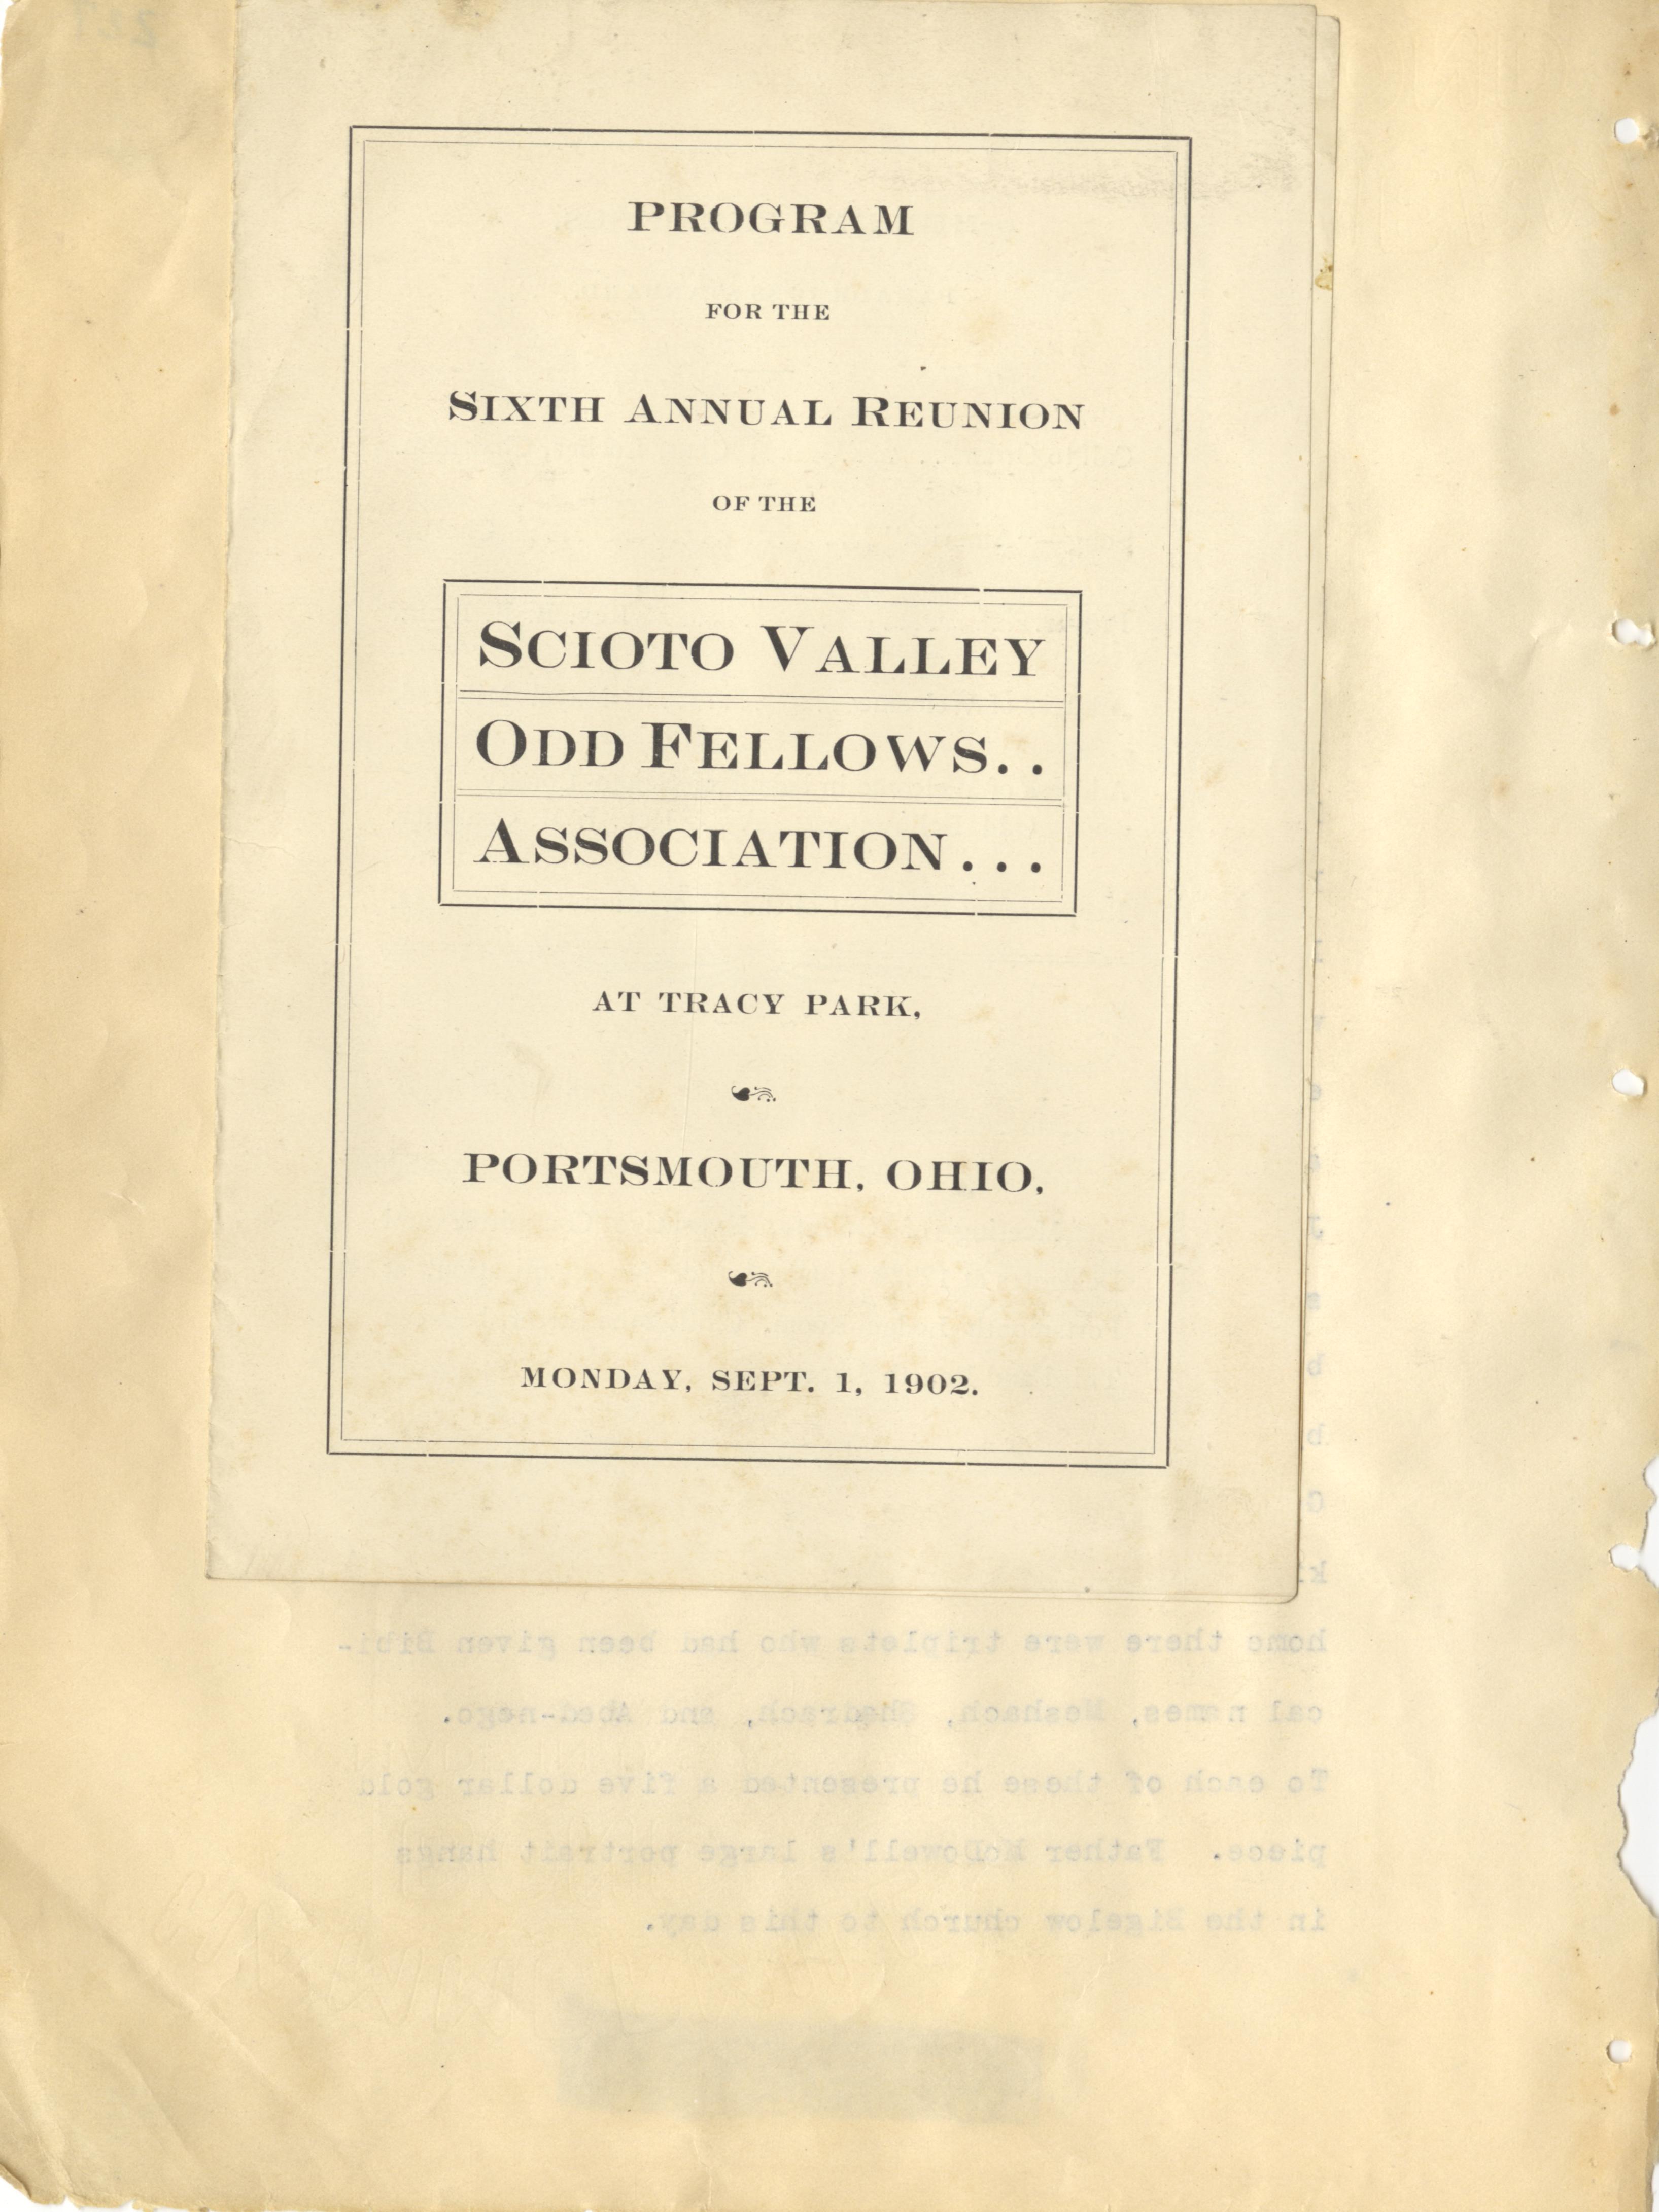 PROGRAM
FOR THE
SIXTH ANNUAL REUNION
OF THE
SCIOTO VALLEY
ODD FELLOWS. .
ASSOCIATION. . .
AT TRACY PARK,
PORTSMOUTH, OHIO,
MONDAY, SEPT. 1, 1902.
home there were triplets who had been given Bibi-
cal names, Meshach, Shadrach, and Abed-nego.
To each of these he presented a five dollar gold
piece. Father McDowell's large portrait hangs
in the Bigelow church to this day.